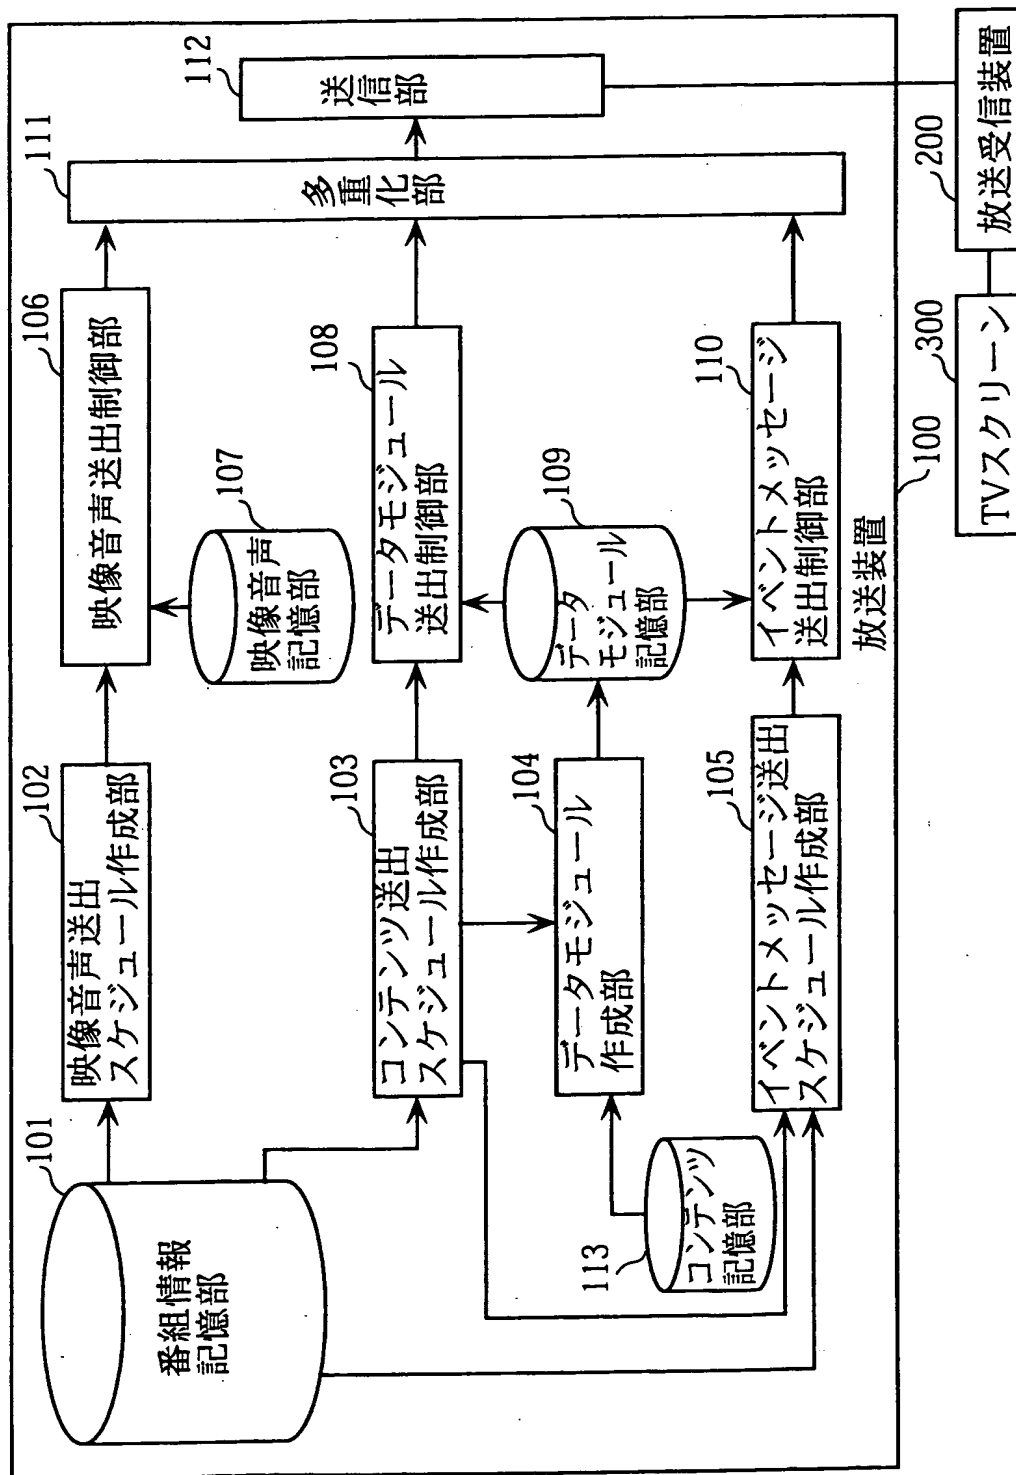 101
番組情報
記憶部
102
映像音声送出
スケジュール作成部
106
映像音声送出制御部
107
映像音声
記憶部
103
コンテンツ送出
スケジュール作成部
108
データモジュール
送出制御部
104
データモジュール
作成部
109
データ
モジュール
記憶部
113
コンテンツ
記憶部
105
イベントメッセージ送出
スケジュール作成部
110
イベントメッセージ
送出制御部
111
多重化部
112
送信部
放送装置
100
200
放送受信装置
300
TVスクリーン